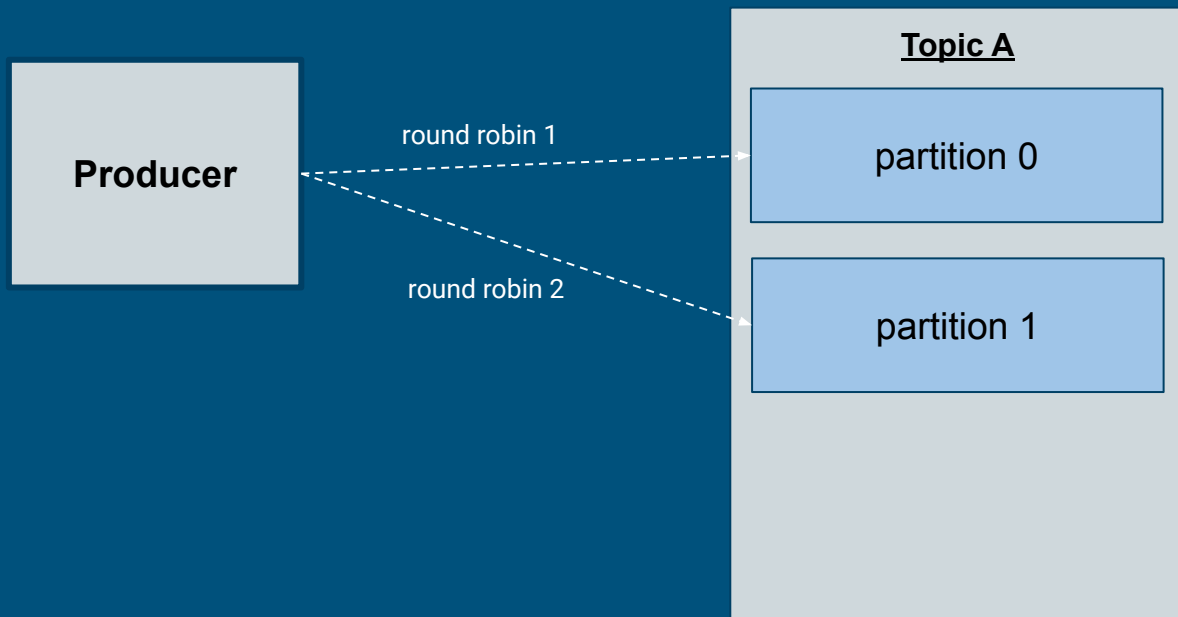 Topic A
Producer
round robin 1
partition 0
round robin 2
partition 1